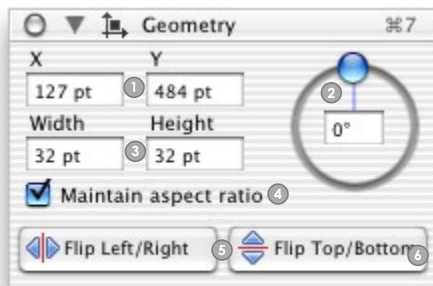 Geometry ⌘7
X Y
127 pt 1 484 pt 2
0°
Width Height
32 pt 3 32 pt
Maintain aspect ratio 4
Flip Left/Right 5 Flip Top/Bottom 6